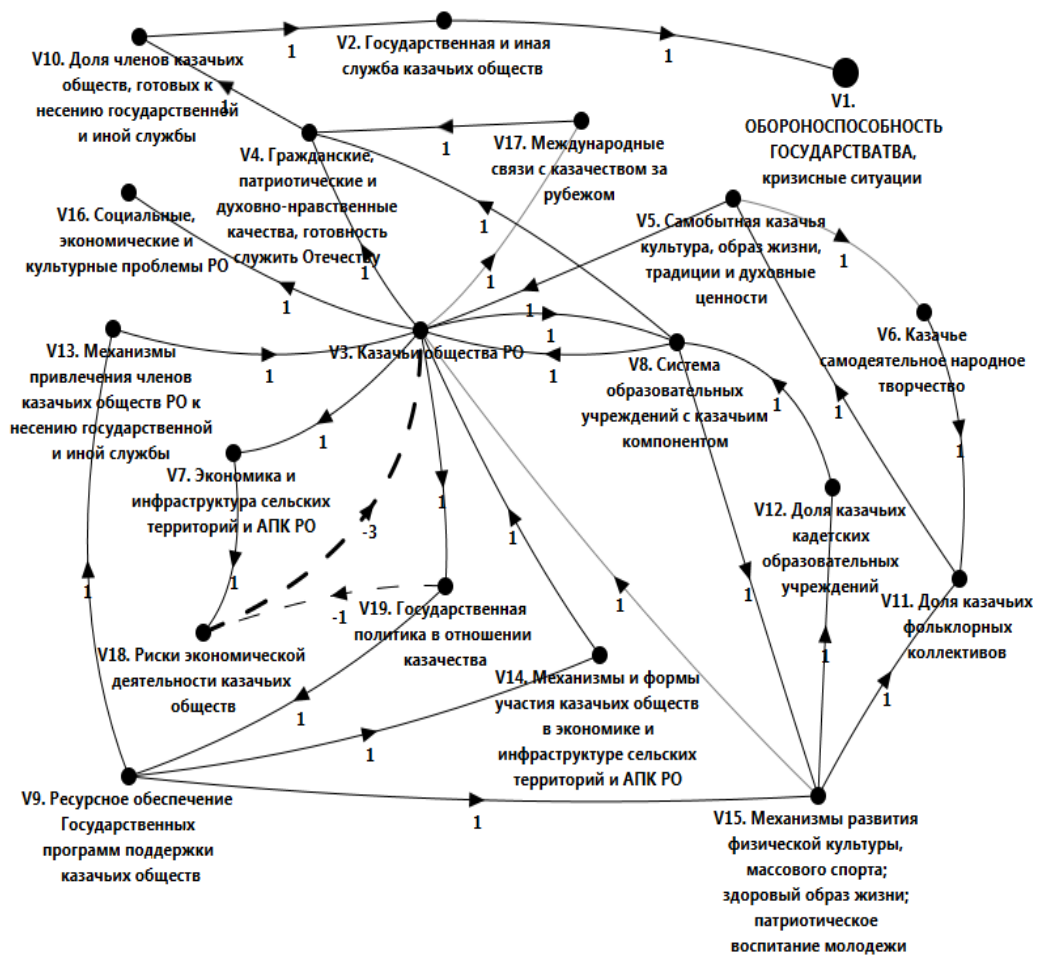 V10. Доля членов казачьих
обществ, готовых к
несению государственной
и иной службы
1
V2. Государственная и иная
служба казачьих обществ
1
V1.
ОБОРОНОСПОСОБНОСТЬ
ГОСУДАРСТВАТВА,
кризисные ситуации
1
V4. Гражданские,
патриотические и
духовно-нравственные
качества, готовность
служить Отечеству
1
1
V17. Международные
связи с казачеством за
рубежом
1
1
V16. Социальные,
экономические и
культурные проблемы РО
1
V5. Самобытная казачья
культура, образ жизни,
традиции и духовные
ценности
1
1
V6. Казачье
самодеятельное народное
творчество
1
1
V13. Механизмы
привлечения членов
казачьих обществ РО к
несению государственной
и иной службы
1
V3. Казачьи общества РО
1
1
V8. Система
образовательных
учреждений с казачьим
компонентом
1
1
V7. Экономика и
инфраструктура сельских
территорий и АПК РО
1
1
-3
1
1
V12. Доля казачьих
кадетских
образовательных
учреждений
1
V11. Доля казачьих
фольклорных
коллективов
1
1
1
1
V19. Государственная
политика в отношении
казачества
-1
V18. Риски экономической
деятельности казачьих
обществ
1
V14. Механизмы и формы
участия казачьих обществ
в экономике и
инфраструктуре сельских
территорий и АПК РО
1
1
V9. Ресурсное обеспечение
Государственных
программ поддержки
казачьих обществ
1
V15. Механизмы развития
физической культуры,
массового спорта;
здоровый образ жизни;
патриотическое
воспитание молодежи